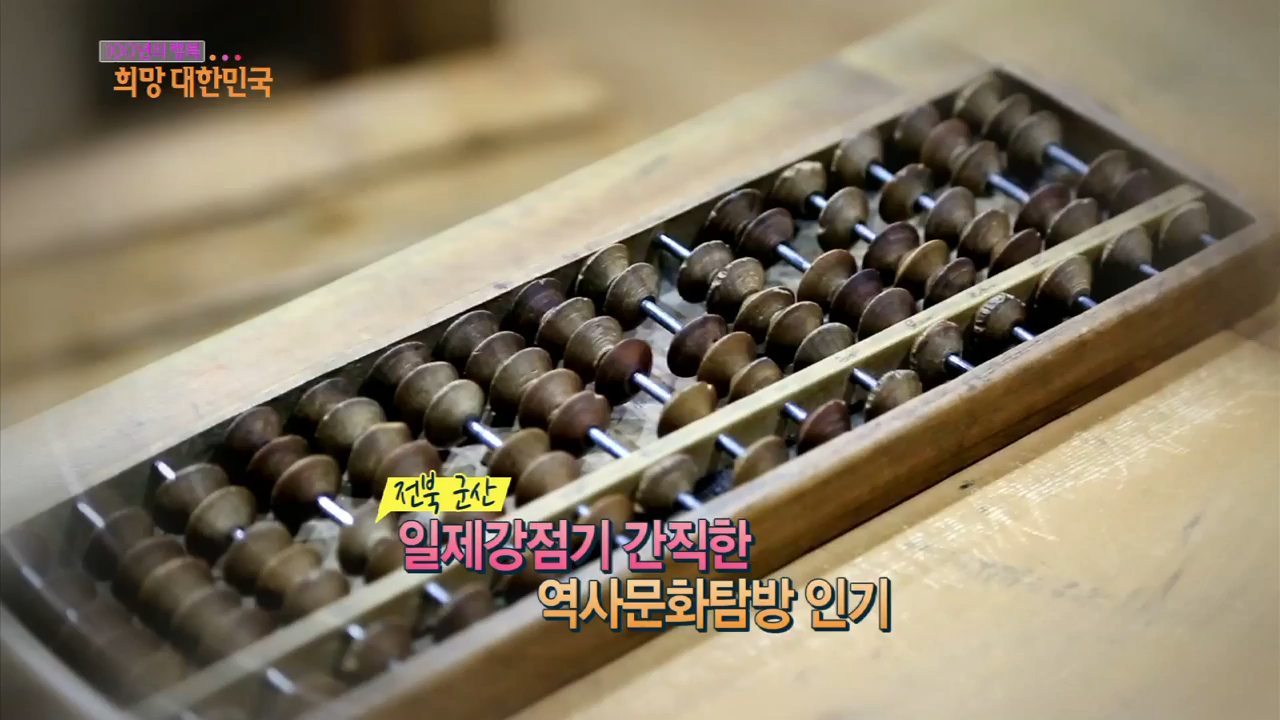 희망 대한민국
전북 군산
일제강점기 간직한
역사문화탐방 인기